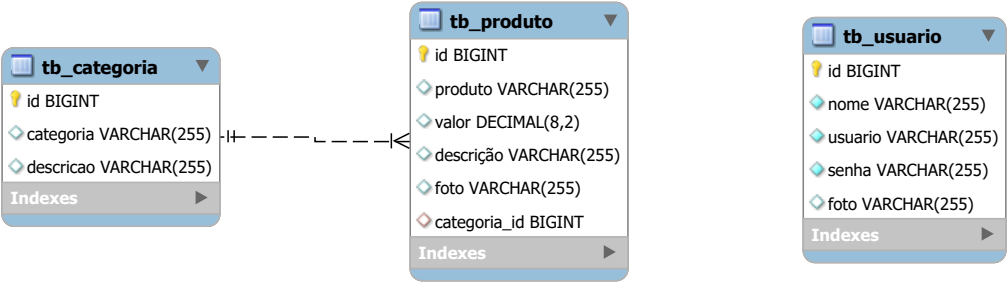 tb_categoria
id BIGINT
categoria VARCHAR(255)
descricao VARCHAR(255)
Indexes
tb_produto
id BIGINT
produto VARCHAR(255)
valor DECIMAL(8,2)
descrição VARCHAR(255)
foto VARCHAR(255)
categoria_id BIGINT
Indexes
tb_usuario
id BIGINT
nome VARCHAR(255)
usuario VARCHAR(255)
senha VARCHAR(255)
foto VARCHAR(255)
Indexes